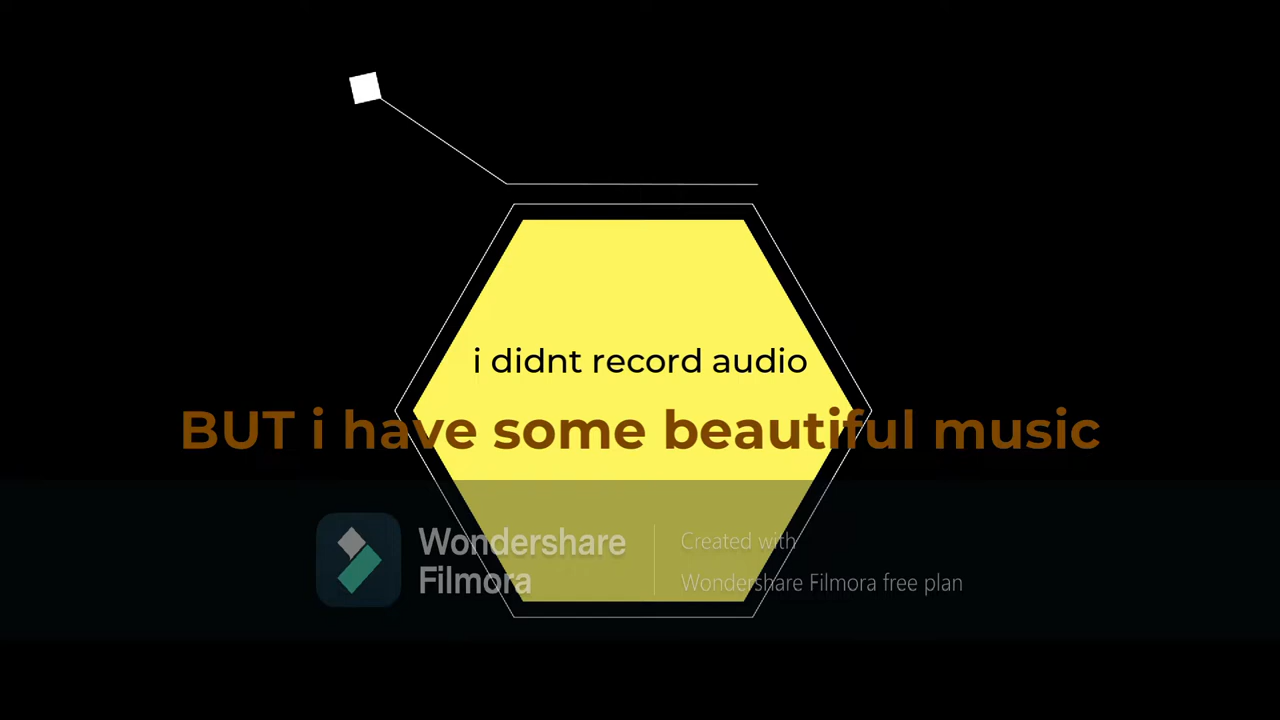 i didnt record audio
BUT i have some beautiful music
Wondershare
Filmora
Created with
Wondershare Filmora free plan